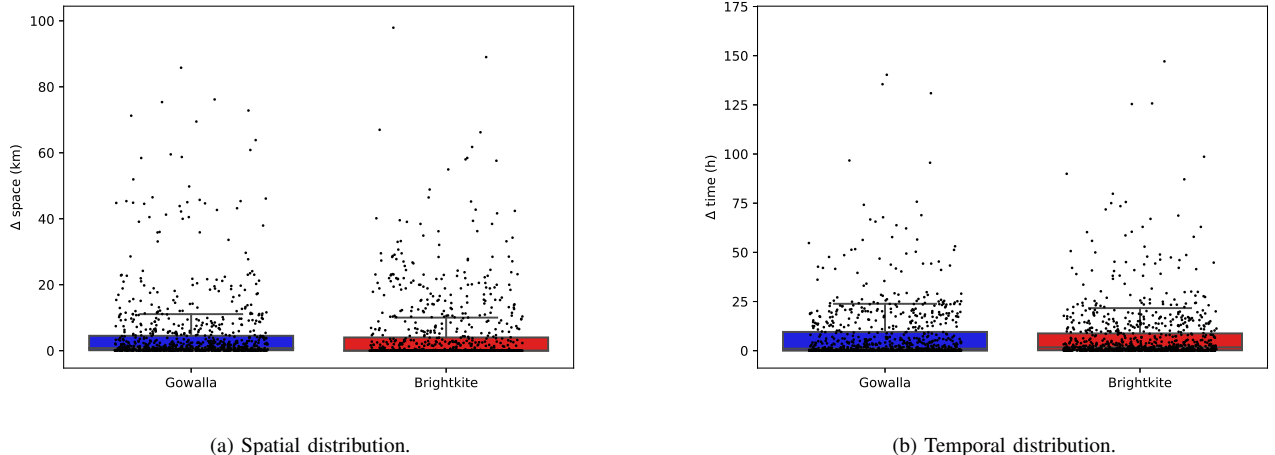 100
80
60
40
20
0
Δ space (km)
Gowalla
Brightkite
(a) Spatial distribution.
175
150
125
100
75
50
25
0
Δ time (h)
Gowalla
Brightkite
(b) Temporal distribution.